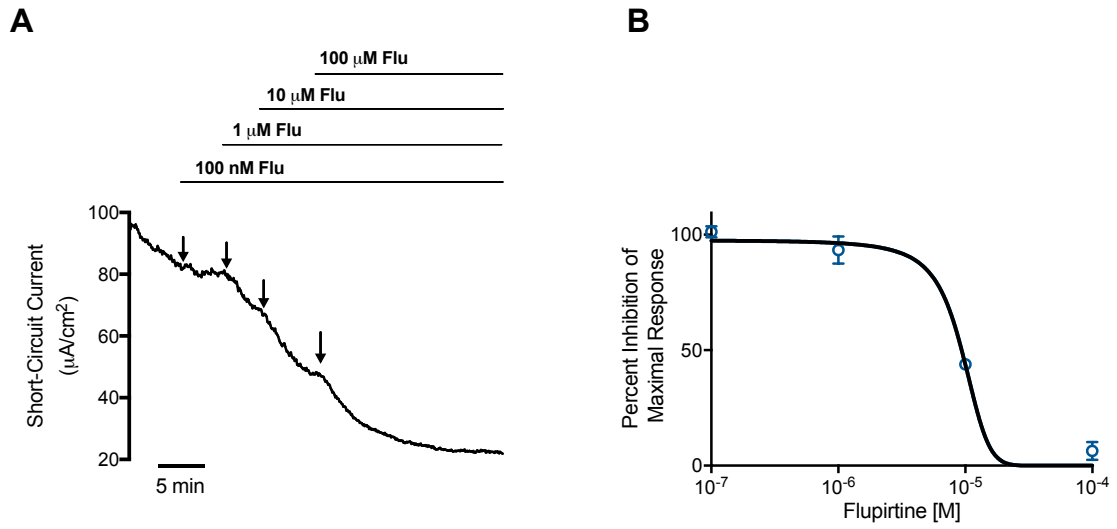 A
100 μM Flu
10 μM Flu
1 μM Flu
100 nM Flu
Short-Circuit Current
(μA/cm²)
100
80
60
40
20
5 min
B
Percent Inhibition of
Maximal Response
100
50
0
10⁻⁷
10⁻⁶
10⁻⁵
10⁻⁴
Flupirtine [M]